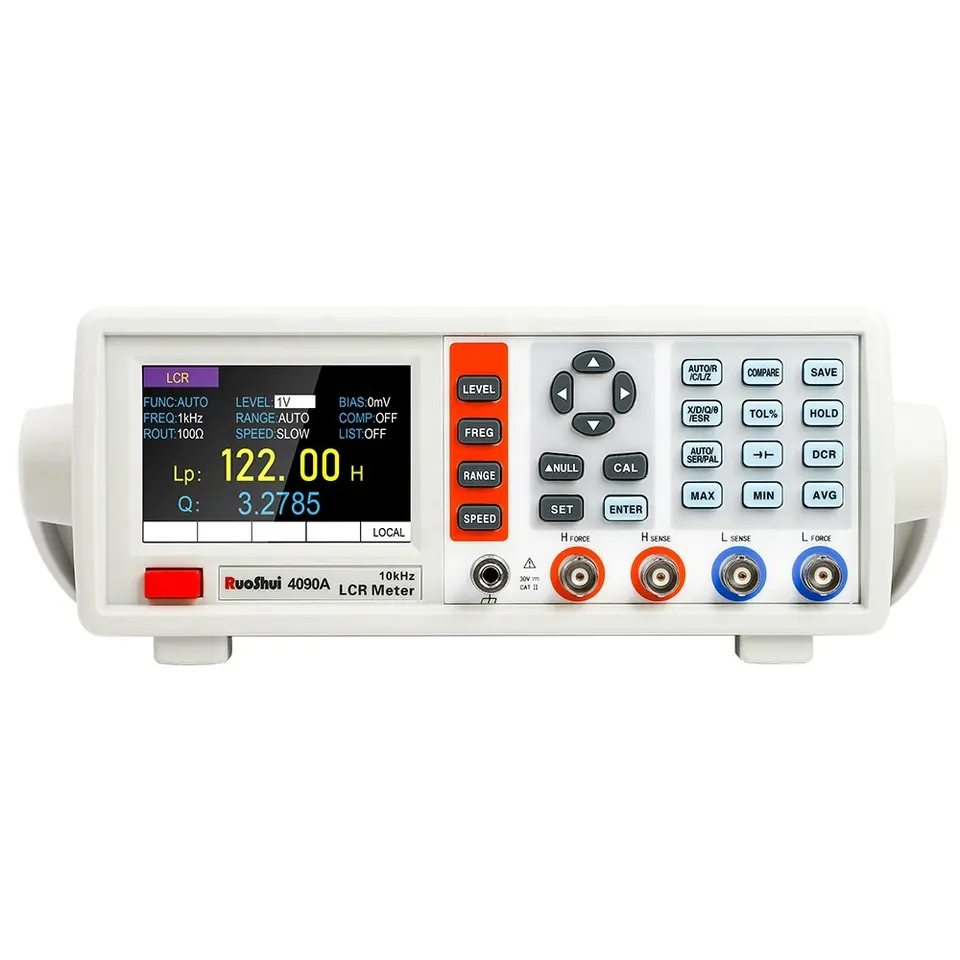 LCR
FUNC:AUTO LEVEL:1V BIAS:0mV
FREQ:1kHz RANGE:AUTO COMP:OFF
ROUT:100Ω SPEED:SLOW LIST:OFF
Lp: 122.00 H
Q: 3.2785
LOCAL
RuoShui 4090A
10kHz
LCR Meter
LEVEL
FREQ
RANGE
SPEED
▲NULL
CAL
SET
ENTER
AUTO/R
/C/L/Z
COMPARE
SAVE
X/D/Q/θ
/ESR
TOL%
HOLD
AUTO/
SER/PAL
DCR
MAX
MIN
AVG
H FORCE
H SENSE
L SENSE
L FORCE
30V
CAT II